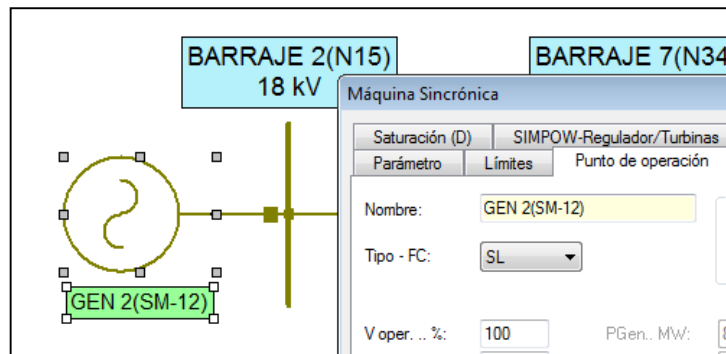 BARRAJE 2(N15)
18 kV
BARRAJE 7(N34
Máquina Sincrónica
Saturación (D)
SIMPOW-Regulador/Turbinas
Parámetro
Límites
Punto de operación
Nombre:
GEN 2(SM-12)
Tipo - FC:
SL
GEN 2(SM-12)
V oper. .. %:
100
PGen.. MW: